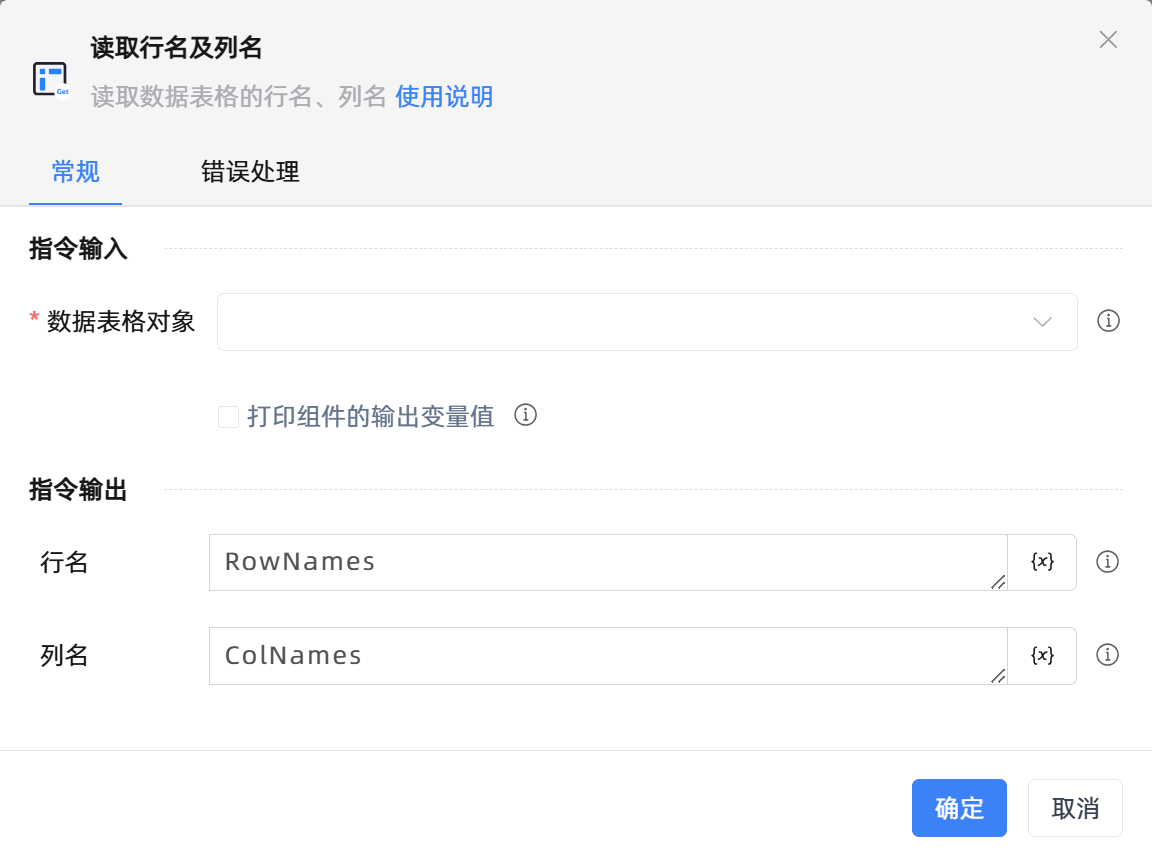 读取行名及列名
Get
读取数据表格的行名、列名 使用说明
常规 错误处理
指令输入
* 数据表格对象
打印组件的输出变量值
指令输出
行名 RowNames {x}
列名 ColNames {x}
确定 取消